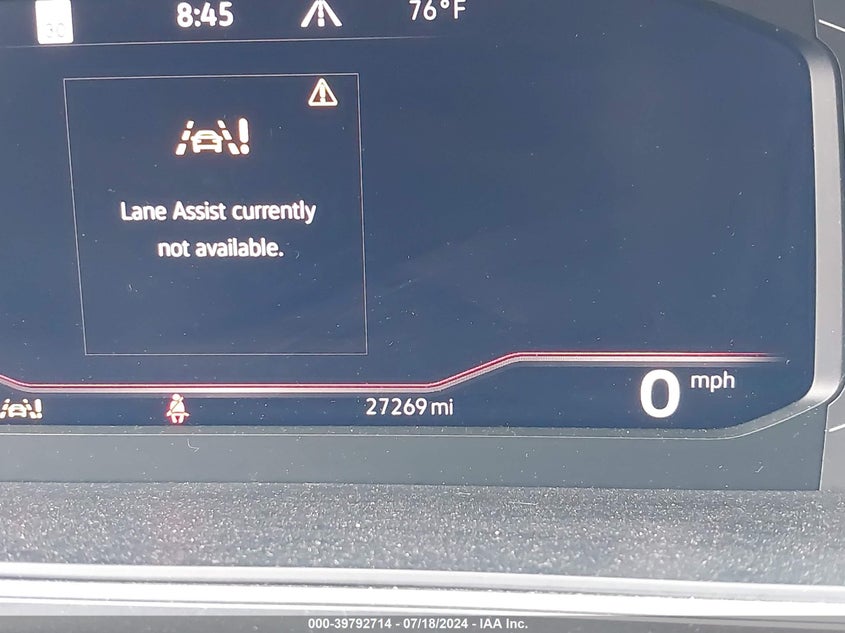 30
8:45
76°F
Lane Assist currently
not available.
27269 mi
0 mph
000-39792714 - 07/18/2024 - IAA Inc.